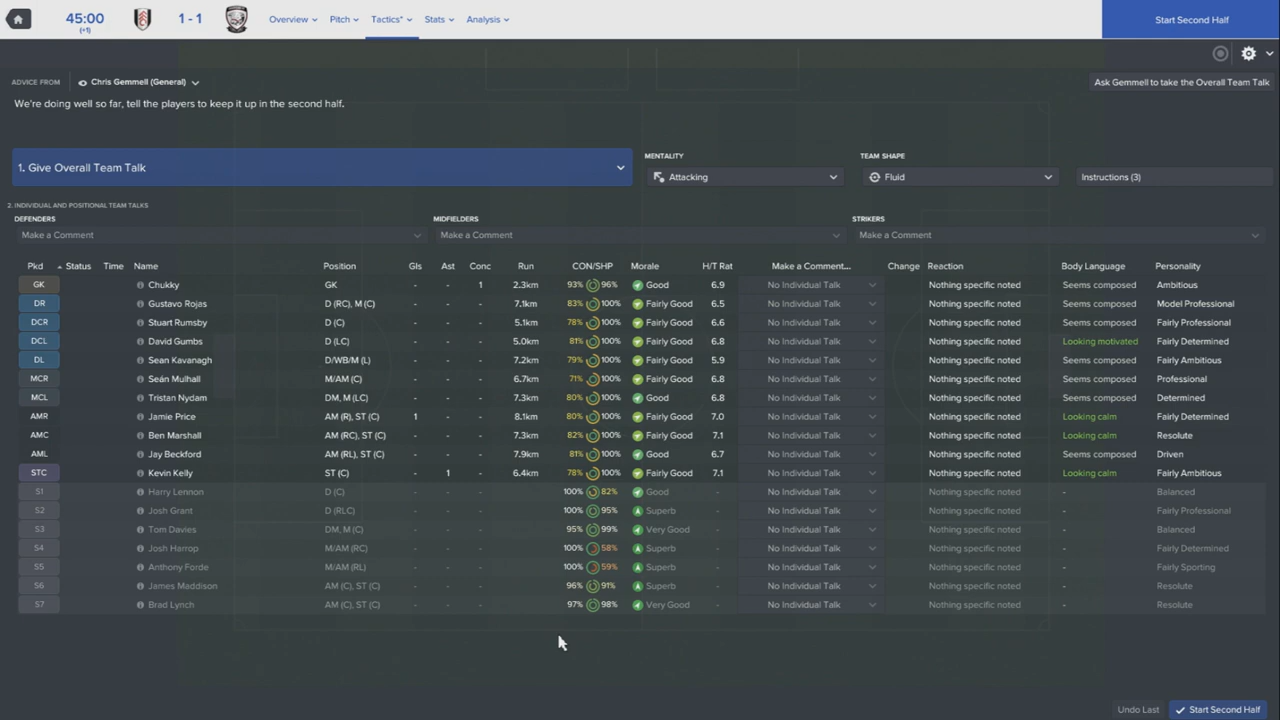 45:00 1 - 1 Overview Pitch Tactics* Stats Analysis Start Second Half
(+1)
ADVICE FROM Chris Gemmell (General) Ask Gemmell to take the Overall Team Talk
We're doing well so far, tell the players to keep it up in the second half.
MENTALITY TEAM SHAPE
1. Give Overall Team Talk Attacking Fluid Instructions (3)
2. INDIVIDUAL AND POSITIONAL TEAM TALKS
DEFENDERS MIDFIELDERS STRIKERS
Make a Comment Make a Comment Make a Comment
Pkd Status Time Name Position Gls Ast Conc Run CON/SHP Morale H/T Rat Make a Comment... Change Reaction Body Language Personality
GK Chukky GK - - 1 2.3km 93% 96% Good 6.9 No Individual Talk Nothing specific noted Seems composed Ambitious
DR Gustavo Rojas D (RC), M (C) - - - 7.1km 83% 100% Fairly Good 6.5 No Individual Talk Nothing specific noted Seems composed Model Professional
DCR Stuart Rumsby D (C) - - - 5.1km 78% 100% Fairly Good 6.6 No Individual Talk Nothing specific noted Seems composed Fairly Professional
DCL David Gumbs D (LC) - - - 5.0km 81% 100% Fairly Good 6.8 No Individual Talk Nothing specific noted Looking motivated Fairly Determined
DL Sean Kavanagh D/WB/M (L) - - - 7.2km 79% 100% Fairly Good 5.9 No Individual Talk Nothing specific noted Seems composed Fairly Ambitious
MCR Seán Mulhall M/AM (C) - - - 6.7km 71% 100% Fairly Good 6.8 No Individual Talk Nothing specific noted Seems composed Professional
MCL Tristan Nydam DM, M (LC) - - - 7.3km 80% 100% Good 6.8 No Individual Talk Nothing specific noted Seems composed Determined
AMR Jamie Price AM (R), ST (C) 1 - - 8.1km 80% 100% Fairly Good 7.0 No Individual Talk Nothing specific noted Looking calm Fairly Determined
AMC Ben Marshall AM (RC), ST (C) - - - 7.3km 82% 100% Fairly Good 7.1 No Individual Talk Nothing specific noted Looking calm Resolute
AML Jay Beckford AM (RL), ST (C) - - - 7.9km 81% 100% Good 6.7 No Individual Talk Nothing specific noted Seems composed Driven
STC Kevin Kelly ST (C) - 1 - 6.4km 78% 100% Fairly Good 7.1 No Individual Talk Nothing specific noted Looking calm Fairly Ambitious
S1 Harry Lennon D (C) - - - 100% 82% Good - No Individual Talk Nothing specific noted - Balanced
S2 Josh Grant D (RLC) - - - 100% 95% Superb - No Individual Talk Nothing specific noted - Fairly Professional
S3 Tom Davies DM, M (C) - - - 95% 99% Very Good - No Individual Talk Nothing specific noted - Balanced
S4 Josh Harrop M/AM (RC) - - - 100% 58% Superb - No Individual Talk Nothing specific noted - Fairly Determined
S5 Anthony Forde M/AM (RL) - - - 100% 59% Superb - No Individual Talk Nothing specific noted - Fairly Sporting
S6 James Maddison AM (C), ST (C) - - - 96% 91% Superb - No Individual Talk Nothing specific noted - Resolute
S7 Brad Lynch AM (C), ST (C) - - - 97% 98% Very Good - No Individual Talk Nothing specific noted - Resolute
Undo Last Start Second Half